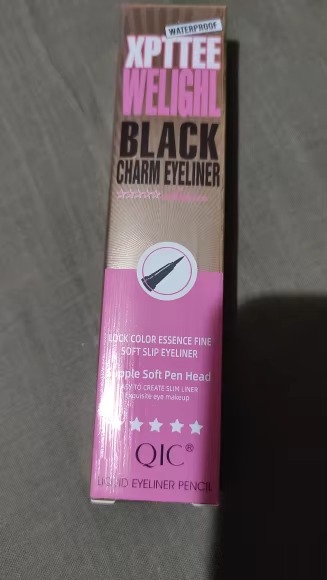 WATERPROOF
XPTTEE
WELIGHL
BLACK
CHARM EYELINER
LOCK COLOR ESSENCE FINE
SOFT SLIP EYELINER
Supple Soft Pen Head
EASY TO CREATE SLIM LINER
Exquisite eye makeup
QIC®
LIQUID EYELINER PENCIL